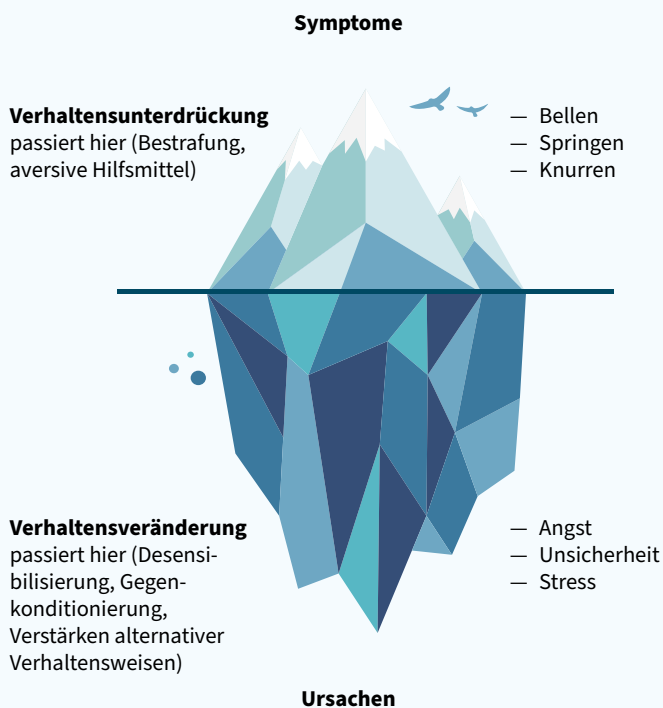 Symptome
Verhaltensunterdrückung
passiert hier (Bestrafung,
aversive Hilfsmittel)
— Bellen
— Springen
— Knurren
Verhaltensveränderung
passiert hier (Desensi-
bilisierung, Gegen-
konditionierung,
Verstärken alternativer
Verhaltensweisen)
— Angst
— Unsicherheit
— Stress
Ursachen